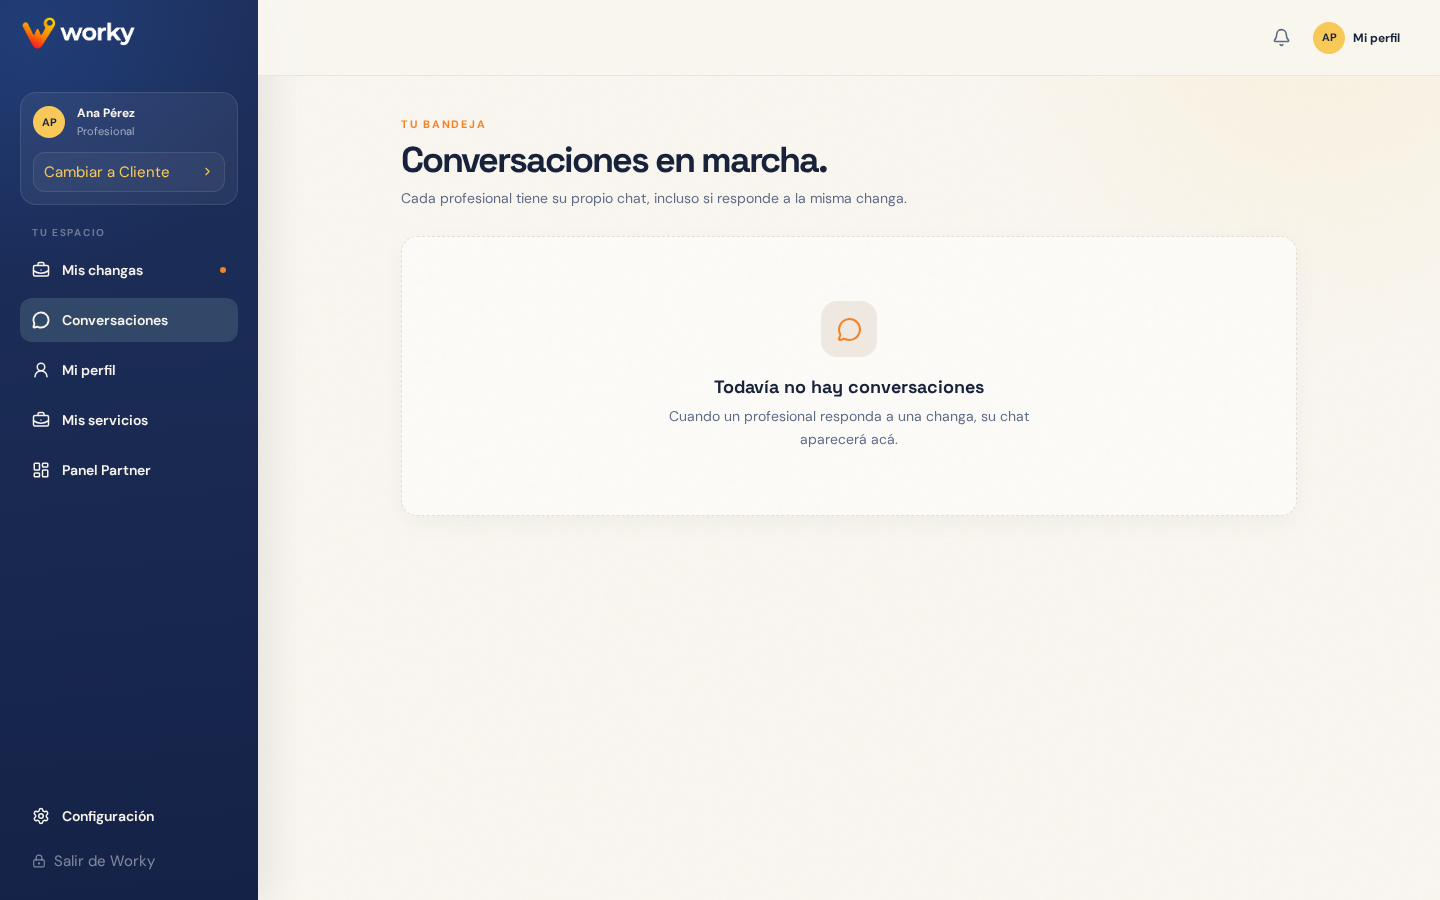 worky
AP
Mi perfil
AP
Ana Pérez
Profesional
Cambiar a Cliente
TU ESPACIO
Mis changas
Conversaciones
Mi perfil
Mis servicios
Panel Partner
Configuración
Salir de Worky
TU BANDEJA
Conversaciones en marcha.
Cada profesional tiene su propio chat, incluso si responde a la misma changa.
Todavía no hay conversaciones
Cuando un profesional responda a una changa, su chat
aparecerá acá.